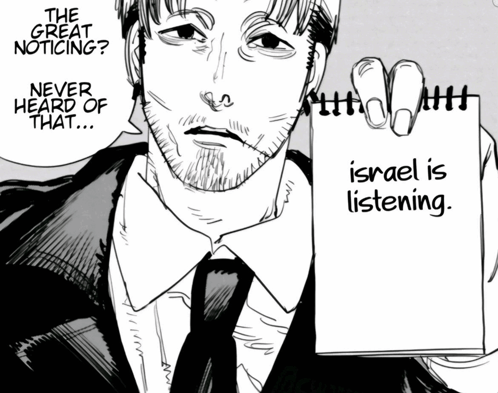 THE
GREAT
NOTICING?
NEVER
HEARD OF
THAT...
israel is
listening.